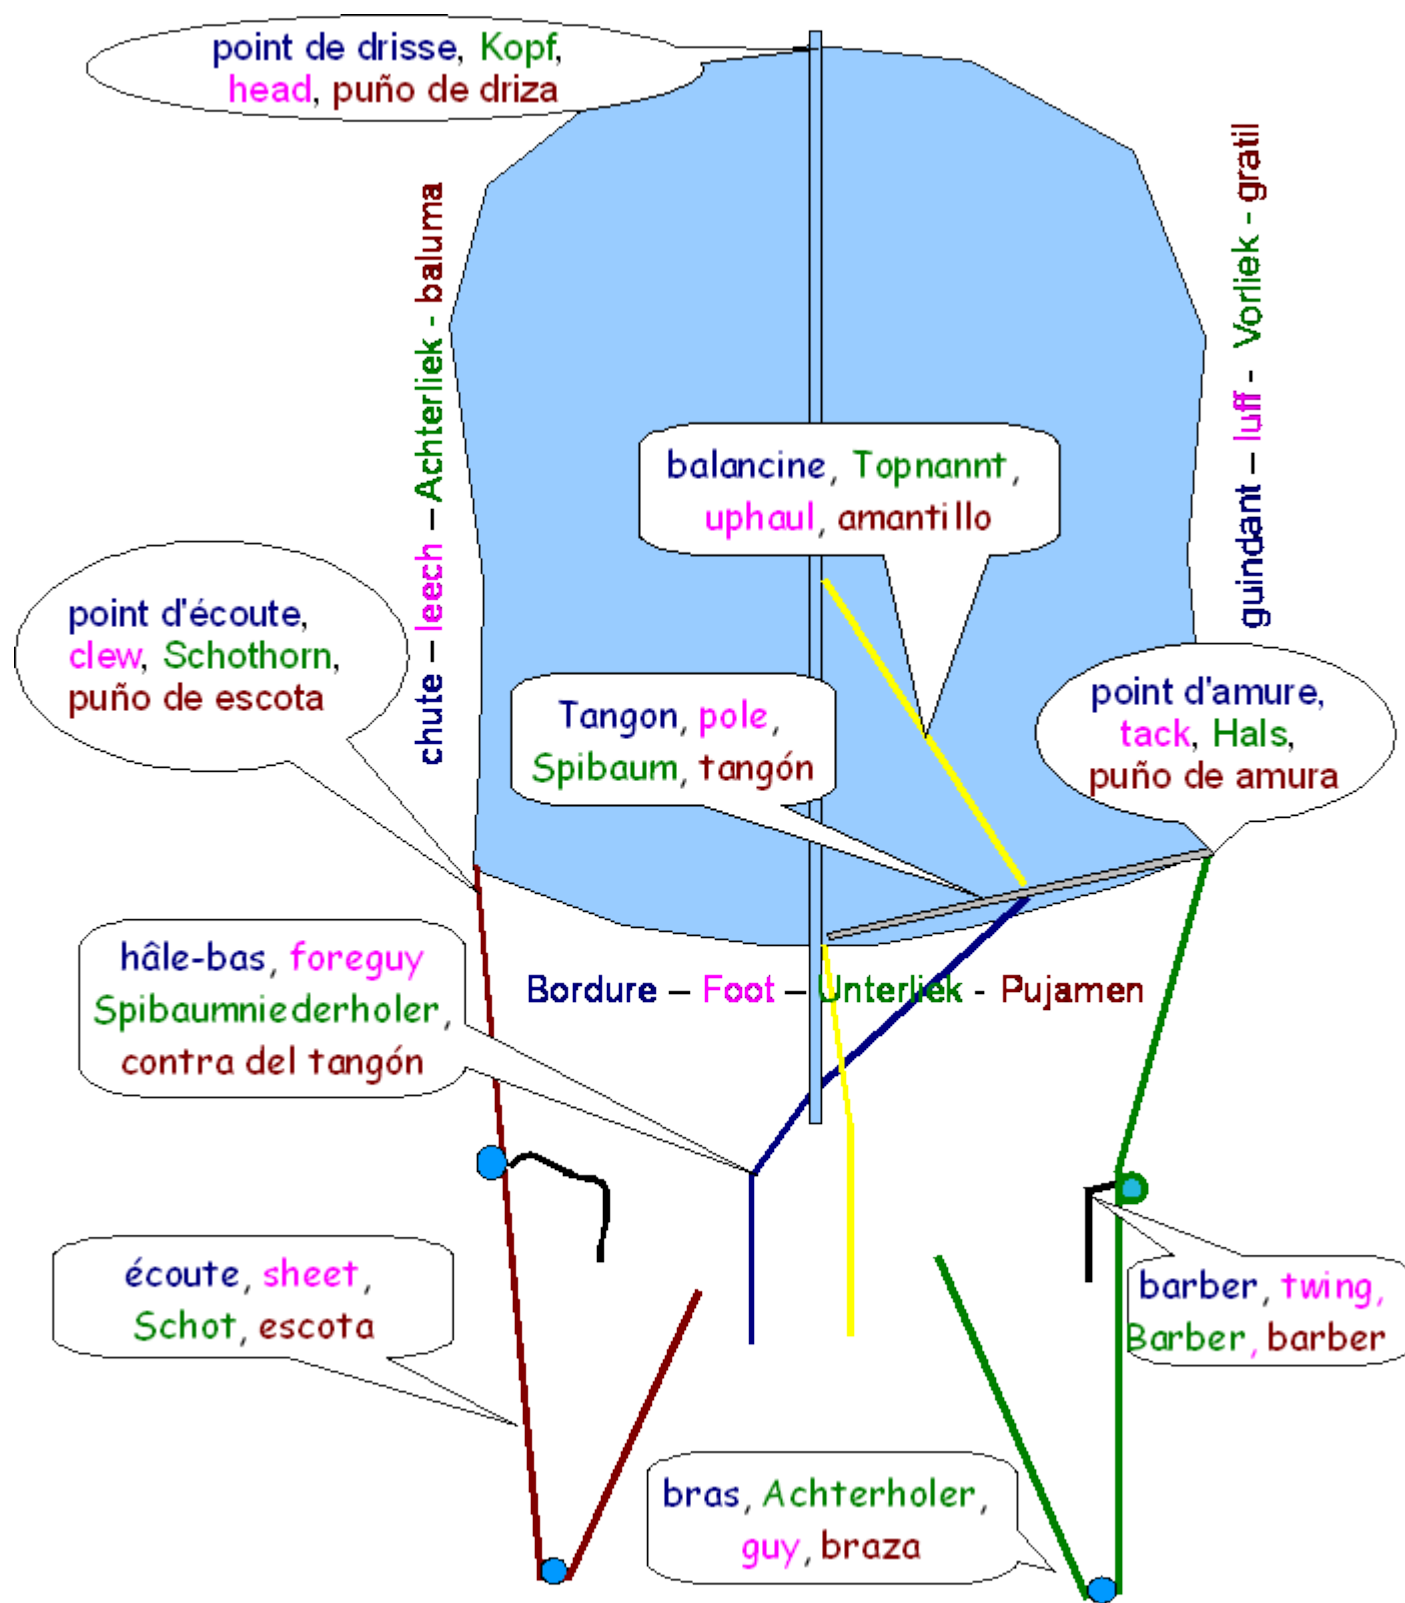 point de drisse, Kopf,
head, puño de driza
chute – leech – Achterliek - baluma
guindant – luff - Vorliek - gratil
balancine, Topnannt,
uphaul, amantillo
point d'écoute,
clew, Schothorn,
puño de escota
Tangon, pole,
Spibaum, tangón
point d'amure,
tack, Hals,
puño de amura
hâle-bas, foreguy
Spibaumniederholer,
contra del tangón
Bordure – Foot – Unterliek - Pujamen
écoute, sheet,
Schot, escota
barber, twing,
Barber, barber
bras, Achterholer,
guy, braza